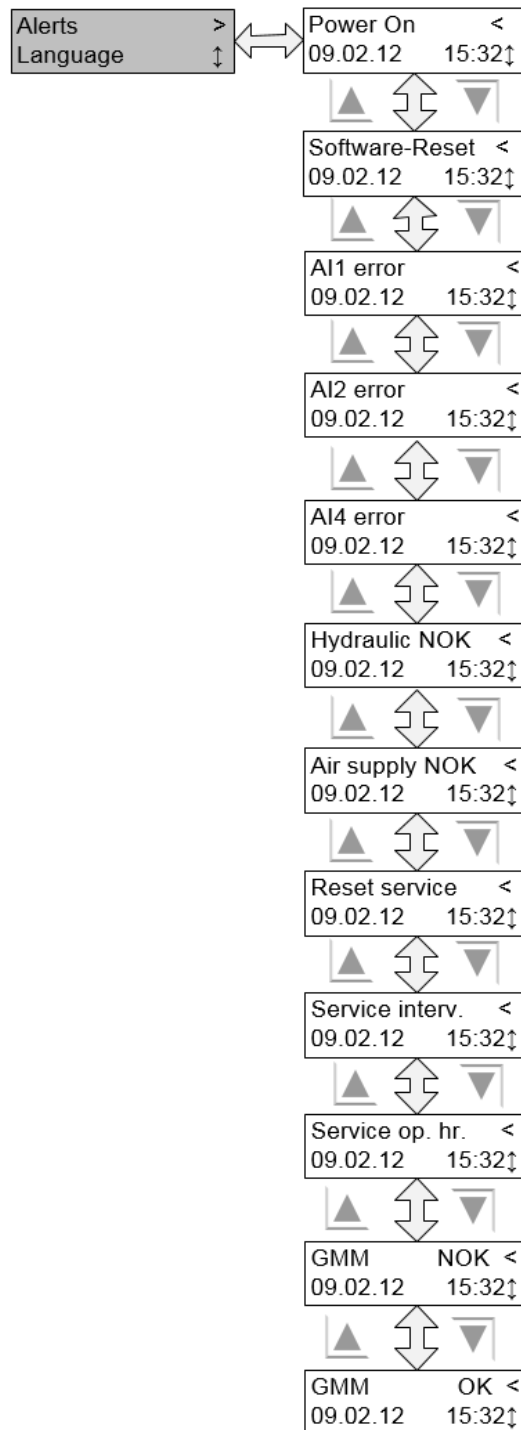 Alerts >
Language ↕
Power On <
09.02.12 15:32↕
Software-Reset <
09.02.12 15:32↕
AI1 error <
09.02.12 15:32↕
AI2 error <
09.02.12 15:32↕
AI4 error <
09.02.12 15:32↕
Hydraulic NOK <
09.02.12 15:32↕
Air supply NOK <
09.02.12 15:32↕
Reset service <
09.02.12 15:32↕
Service interv. <
09.02.12 15:32↕
Service op. hr. <
09.02.12 15:32↕
GMM NOK <
09.02.12 15:32↕
GMM OK <
09.02.12 15:32↕